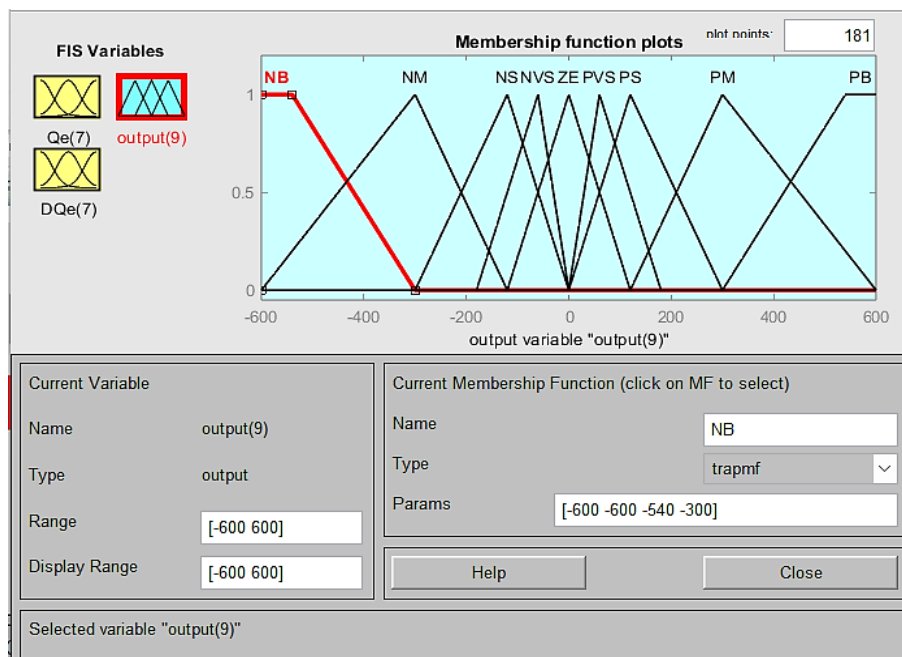 FIS Variables
Membership function plots
plot points:
181
Qe(7)
output(9)
DQe(7)
NB
NM
NS
NVS
ZE
PVS
PS
PM
PB
1
0.5
0
-600
-400
-200
0
200
400
600
output variable "output(9)"
Current Variable
Name
output(9)
Type
output
Range
[-600 600]
Display Range
[-600 600]
Current Membership Function (click on MF to select)
Name
NB
Type
trapmf
Params
[-600 -600 -540 -300]
Help
Close
Selected variable "output(9)"